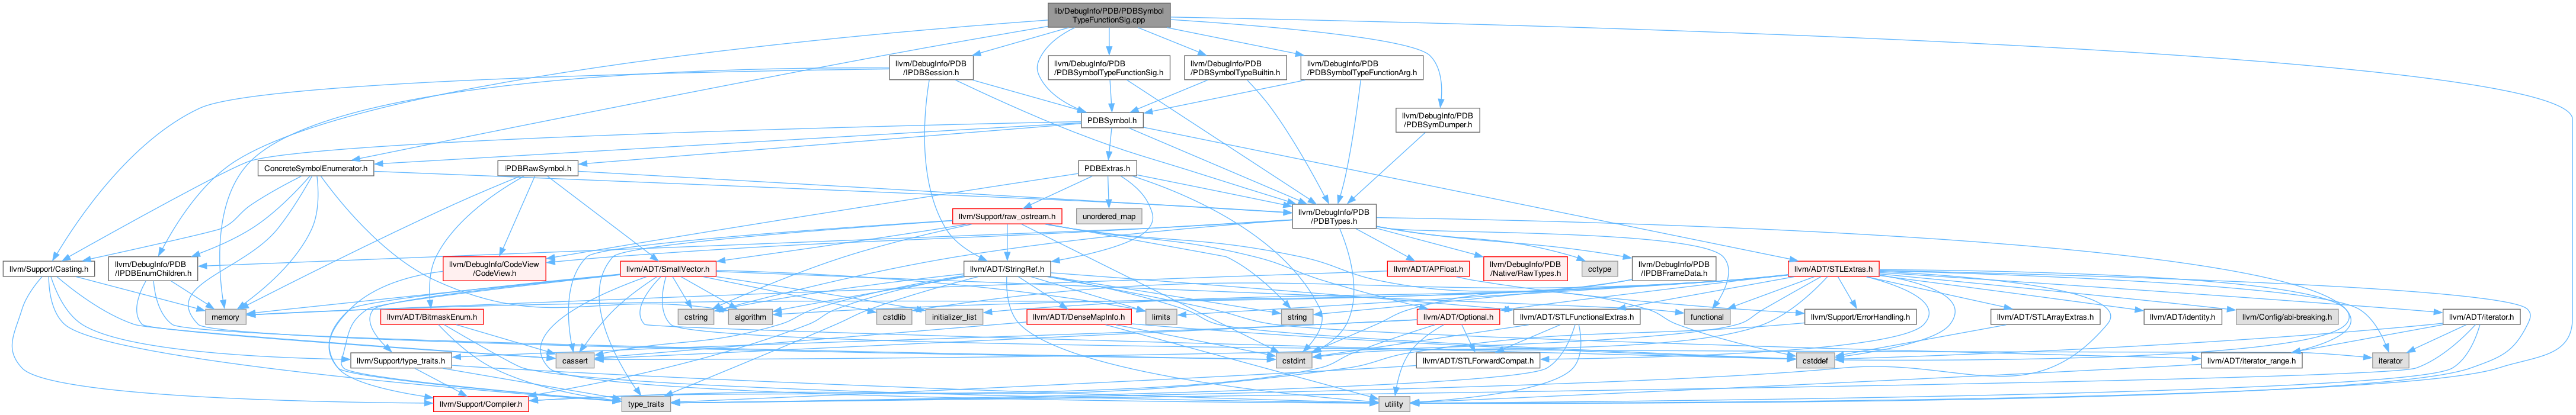 lib/DebugInfo/PDB/PDBSymbol
TypeFunctionSig.cpp
llvm/DebugInfo/PDB
/IPDBSession.h
llvm/DebugInfo/PDB
/PDBSymbolTypeFunctionSig.h
llvm/DebugInfo/PDB
/PDBSymbolTypeBuiltin.h
llvm/DebugInfo/PDB
/PDBSymbolTypeFunctionArg.h
PDBSymbol.h
llvm/DebugInfo/PDB
/PDBSymDumper.h
ConcreteSymbolEnumerator.h
IPDBRawSymbol.h
PDBExtras.h
llvm/Support/raw_ostream.h
unordered_map
llvm/DebugInfo/PDB
/PDBTypes.h
llvm/Support/Casting.h
llvm/DebugInfo/PDB
/IPDBEnumChildren.h
llvm/DebugInfo/CodeView
/CodeView.h
llvm/ADT/SmallVector.h
llvm/ADT/StringRef.h
llvm/ADT/APFloat.h
llvm/DebugInfo/PDB
/Native/RawTypes.h
cctype
llvm/DebugInfo/PDB
/IPDBFrameData.h
llvm/ADT/STLExtras.h
memory
llvm/ADT/BitmaskEnum.h
cstring
algorithm
cstdlib
initializer_list
llvm/ADT/DenseMapInfo.h
limits
string
llvm/ADT/Optional.h
llvm/ADT/STLFunctionalExtras.h
functional
llvm/Support/ErrorHandling.h
llvm/ADT/STLArrayExtras.h
llvm/ADT/identity.h
llvm/Config/abi-breaking.h
llvm/ADT/iterator.h
llvm/Support/type_traits.h
cassert
cstdint
llvm/ADT/STLForwardCompat.h
cstddef
llvm/ADT/iterator_range.h
iterator
llvm/Support/Compiler.h
type_traits
utility